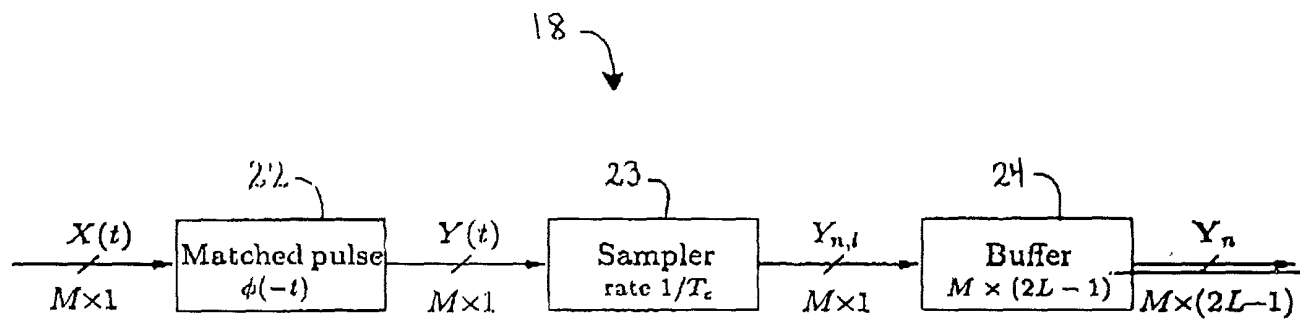 18
22
23
24
X(t)
Matched pulse
ϕ(-t)
Y(t)
Sampler
rate 1/T_c
Y_{n,l}
Buffer
M × (2L - 1)
Y_n
M×1
M×1
M×1
M×(2L-1)